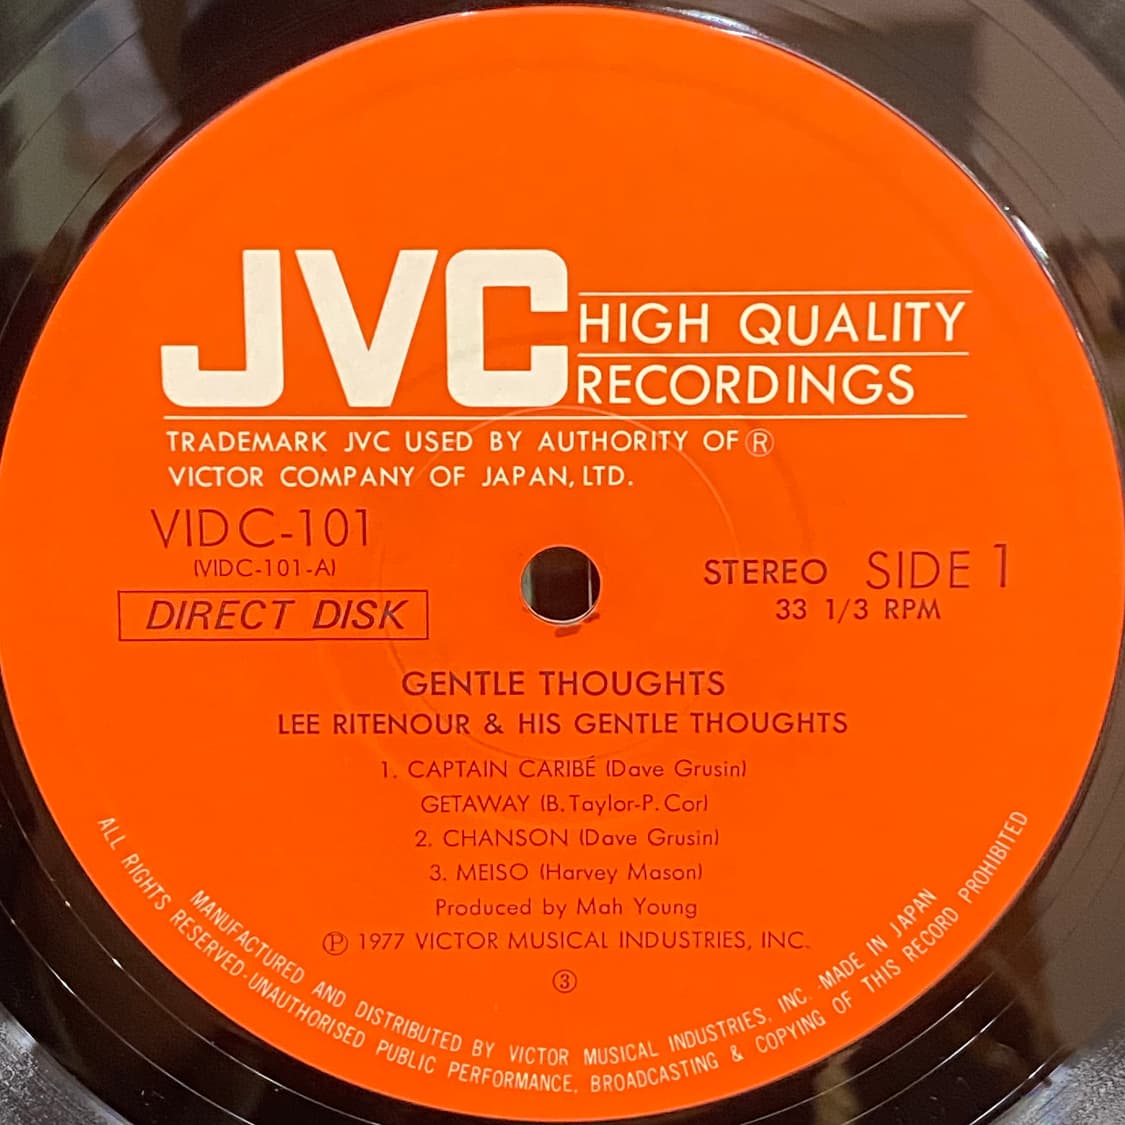 JVC HIGH QUALITY
RECORDINGS
TRADEMARK JVC USED BY AUTHORITY OF ®
VICTOR COMPANY OF JAPAN, LTD.
VIDC-101
(VIDC-101-A)
DIRECT DISK
STEREO SIDE 1
33 1/3 RPM
GENTLE THOUGHTS
LEE RITENOUR & HIS GENTLE THOUGHTS
1. CAPTAIN CARIBÉ (Dave Grusin)
GETAWAY (B. Taylor-P. Cor)
2. CHANSON (Dave Grusin)
3. MEISO (Harvey Mason)
Produced by Mah Young
℗ 1977 VICTOR MUSICAL INDUSTRIES, INC.
③
MANUFACTURED AND DISTRIBUTED BY VICTOR MUSICAL INDUSTRIES, INC. -MADE IN JAPAN
ALL RIGHTS RESERVED-UNAUTHORISED PUBLIC PERFORMANCE, BROADCASTING & COPYING OF THIS RECORD PROHIBITED